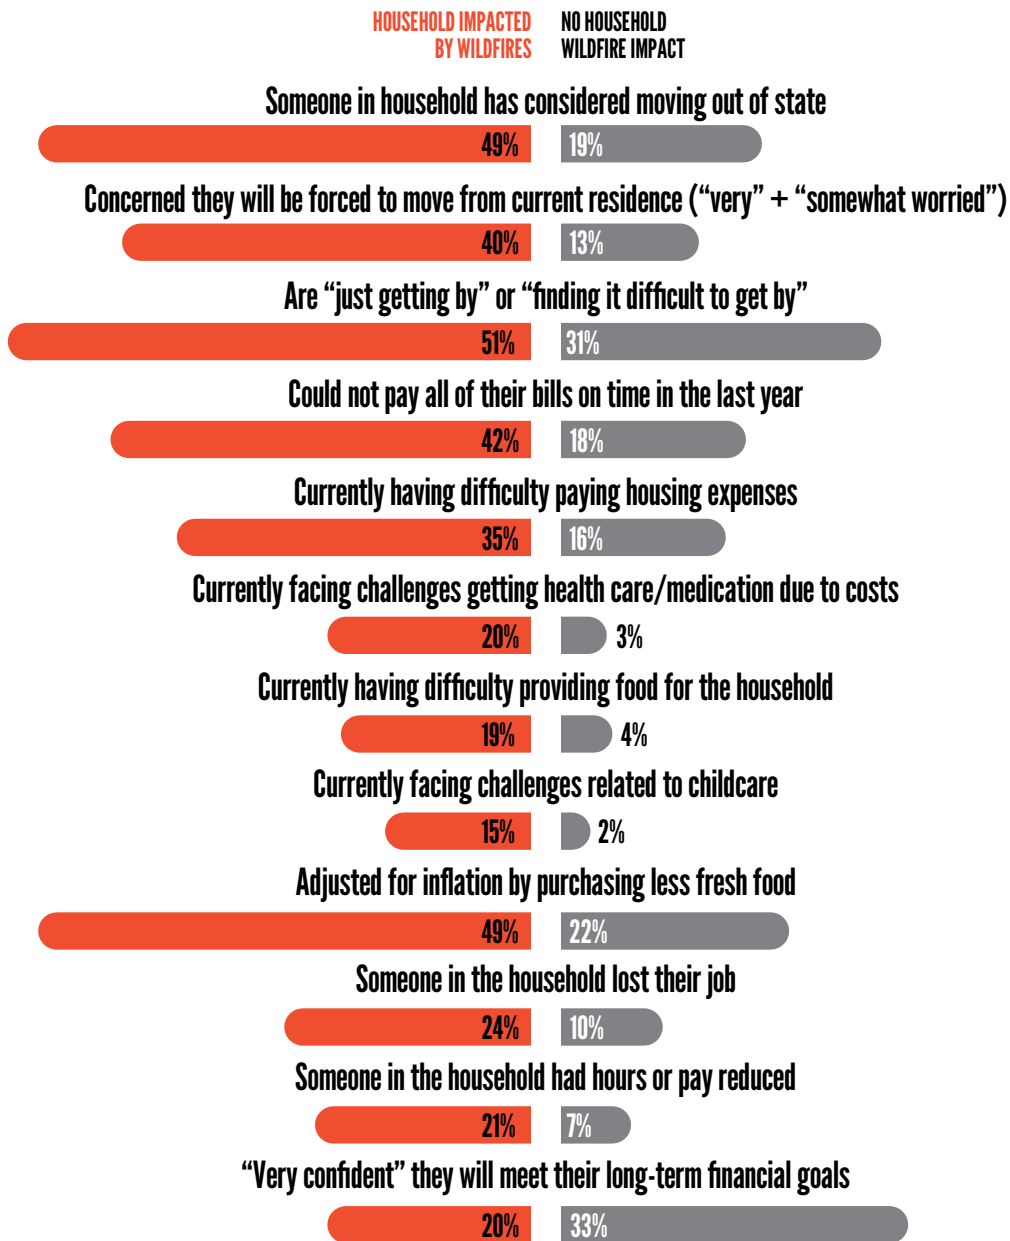 HOUSEHOLD IMPACTED
BY WILDFIRES
NO HOUSEHOLD
WILDFIRE IMPACT
Someone in household has considered moving out of state
49% 19%
Concerned they will be forced to move from current residence (“very” + “somewhat worried”)
40% 13%
Are “just getting by” or “finding it difficult to get by”
51% 31%
Could not pay all of their bills on time in the last year
42% 18%
Currently having difficulty paying housing expenses
35% 16%
Currently facing challenges getting health care/medication due to costs
20% 3%
Currently having difficulty providing food for the household
19% 4%
Currently facing challenges related to childcare
15% 2%
Adjusted for inflation by purchasing less fresh food
49% 22%
Someone in the household lost their job
24% 10%
Someone in the household had hours or pay reduced
21% 7%
“Very confident” they will meet their long-term financial goals
20% 33%